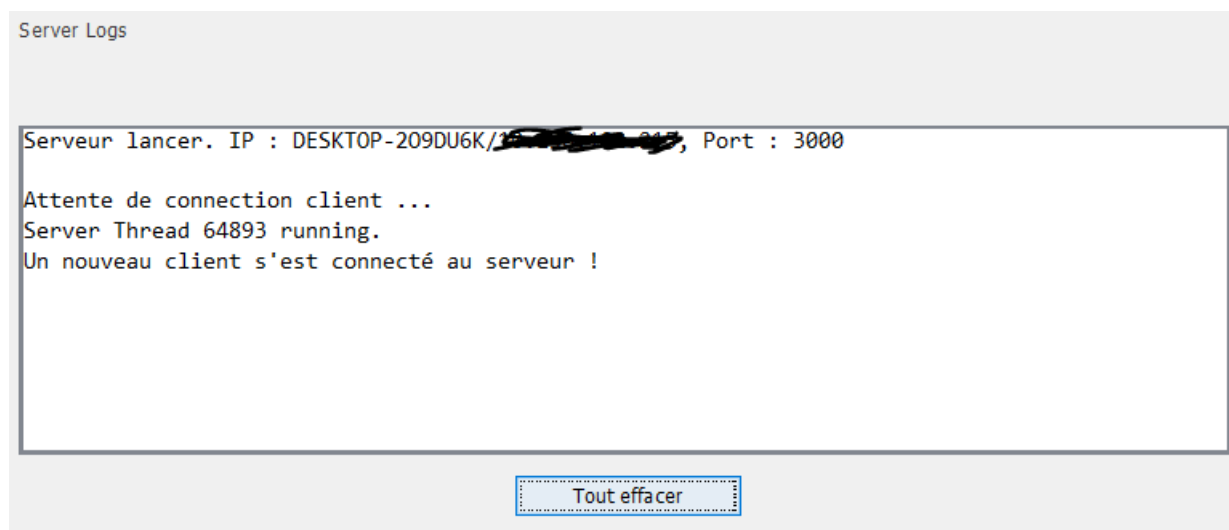 Server Logs
Serveur lancer. IP : DESKTOP-2O9DU6K/, Port : 3000
Attente de connection client ...
Server Thread 64893 running.
Un nouveau client s'est connecté au serveur !
Tout effacer